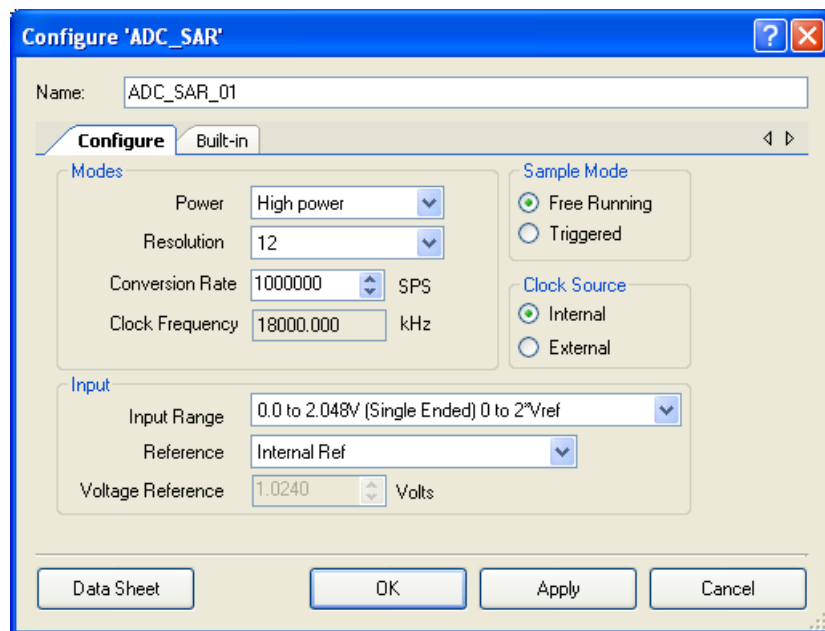 Configure 'ADC_SAR'
Name: ADC_SAR_01
Configure Built-in
Modes
Power High power
Resolution 12
Conversion Rate 1000000 SPS
Clock Frequency 18000.000 kHz
Sample Mode
Free Running
Triggered
Clock Source
Internal
External
Input
Input Range 0.0 to 2.048V (Single Ended) 0 to 2*Vref
Reference Internal Ref
Voltage Reference 1.0240 Volts
Data Sheet OK Apply Cancel